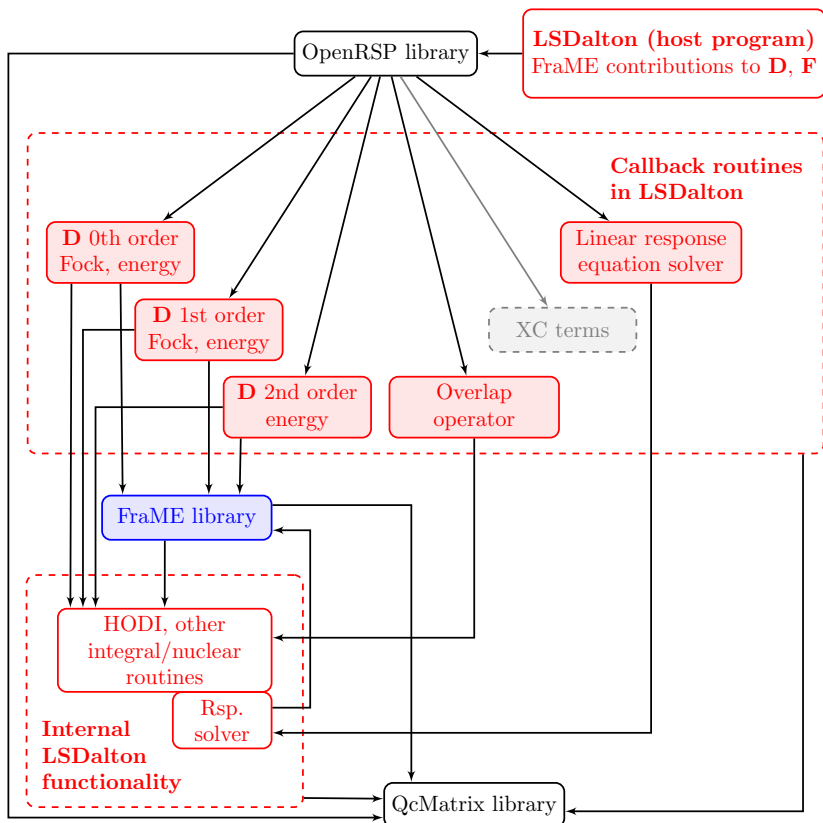 OpenRSP library
LSDalton (host program)
FraME contributions to D, F
Callback routines
in LSDalton
D 0th order
Fock, energy
Linear response
equation solver
D 1st order
Fock, energy
XC terms
D 2nd order
energy
Overlap
operator
FraME library
HODI, other
integral/nuclear
routines
Rsp.
solver
Internal
LSDalton
functionality
QcMatrix library